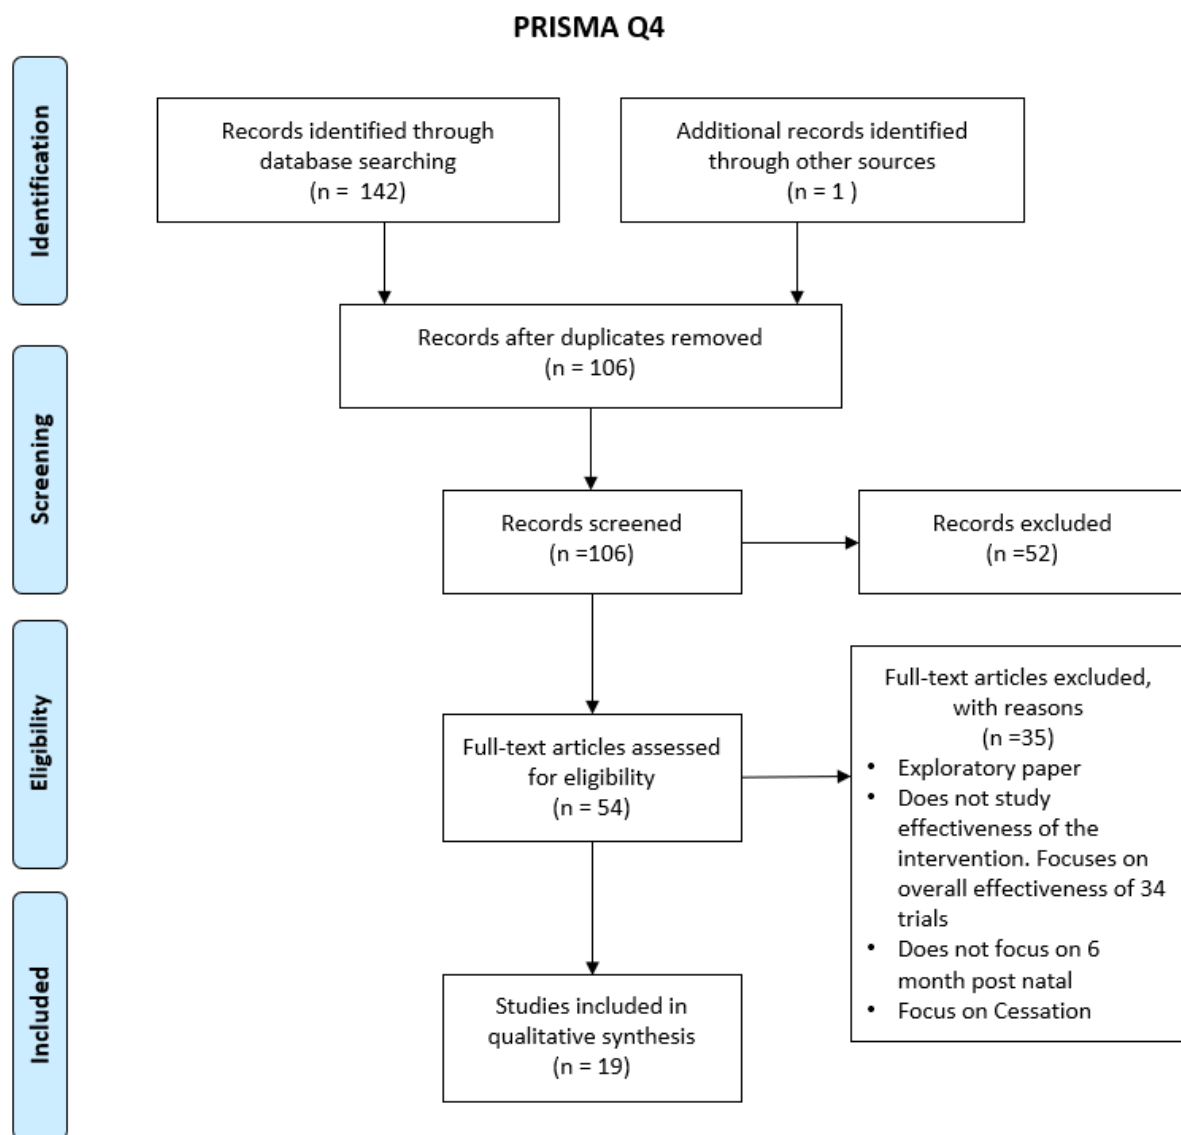 PRISMA Q4
Identification
Records identified through
database searching
(n = 142)
Additional records identified
through other sources
(n = 1 )
Records after duplicates removed
(n = 106)
Screening
Records screened
(n =106)
Records excluded
(n =52)
Eligibility
Full-text articles assessed
for eligibility
(n = 54)
Full-text articles excluded,
with reasons
(n =35)
• Exploratory paper
• Does not study
effectiveness of the
intervention. Focuses on
overall effectiveness of 34
trials
• Does not focus on 6
month post natal
• Focus on Cessation
Included
Studies included in
qualitative synthesis
(n = 19)